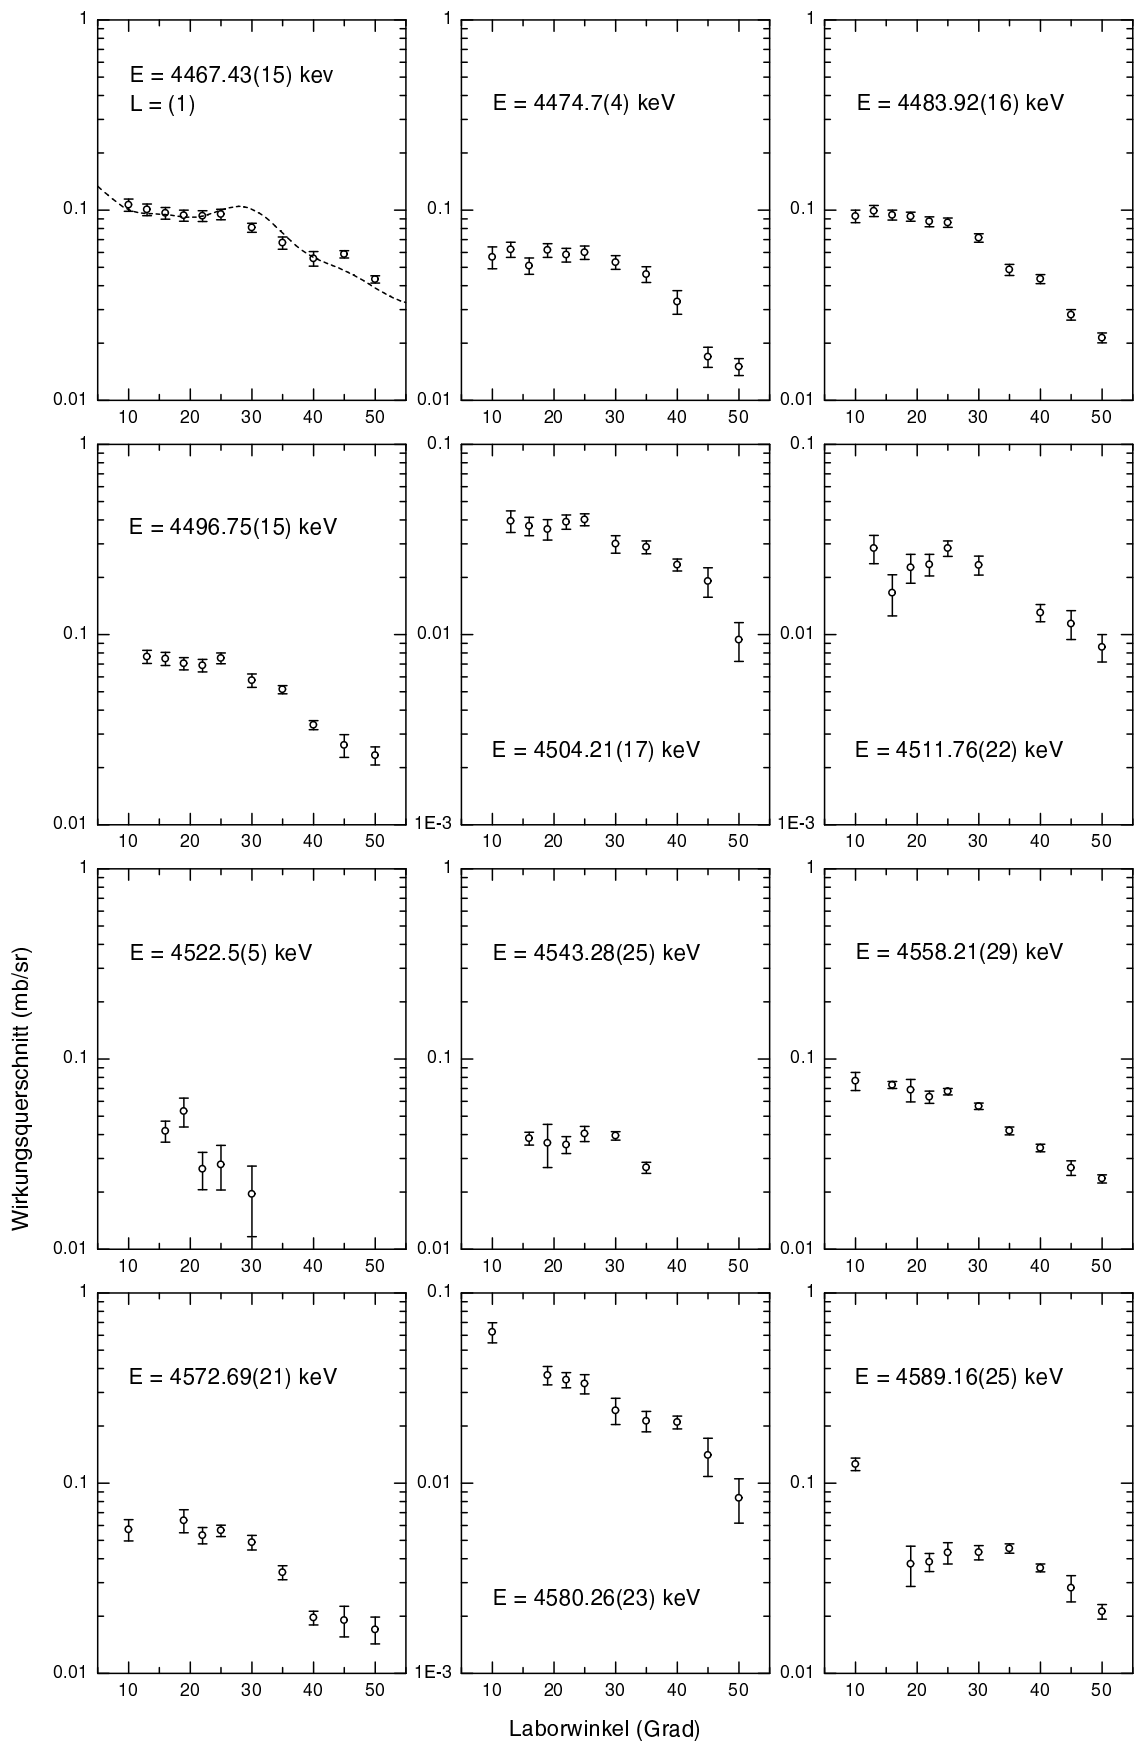 1
0.1
0.01
10 20 30 40 50
E = 4467.43(15) kev
L = (1)
1
0.1
0.01
10 20 30 40 50
E = 4474.7(4) keV
1
0.1
0.01
10 20 30 40 50
E = 4483.92(16) keV
1
0.1
0.01
10 20 30 40 50
E = 4496.75(15) keV
0.1
0.01
1E-3
10 20 30 40 50
E = 4504.21(17) keV
0.1
0.01
1E-3
10 20 30 40 50
E = 4511.76(22) keV
1
0.1
0.01
10 20 30 40 50
E = 4522.5(5) keV
1
0.1
0.01
10 20 30 40 50
E = 4543.28(25) keV
1
0.1
0.01
10 20 30 40 50
E = 4558.21(29) keV
1
0.1
0.01
10 20 30 40 50
E = 4572.69(21) keV
0.1
0.01
1E-3
10 20 30 40 50
E = 4580.26(23) keV
1
0.1
0.01
10 20 30 40 50
E = 4589.16(25) keV
Wirkungsquerschnitt (mb/sr)
Laborwinkel (Grad)